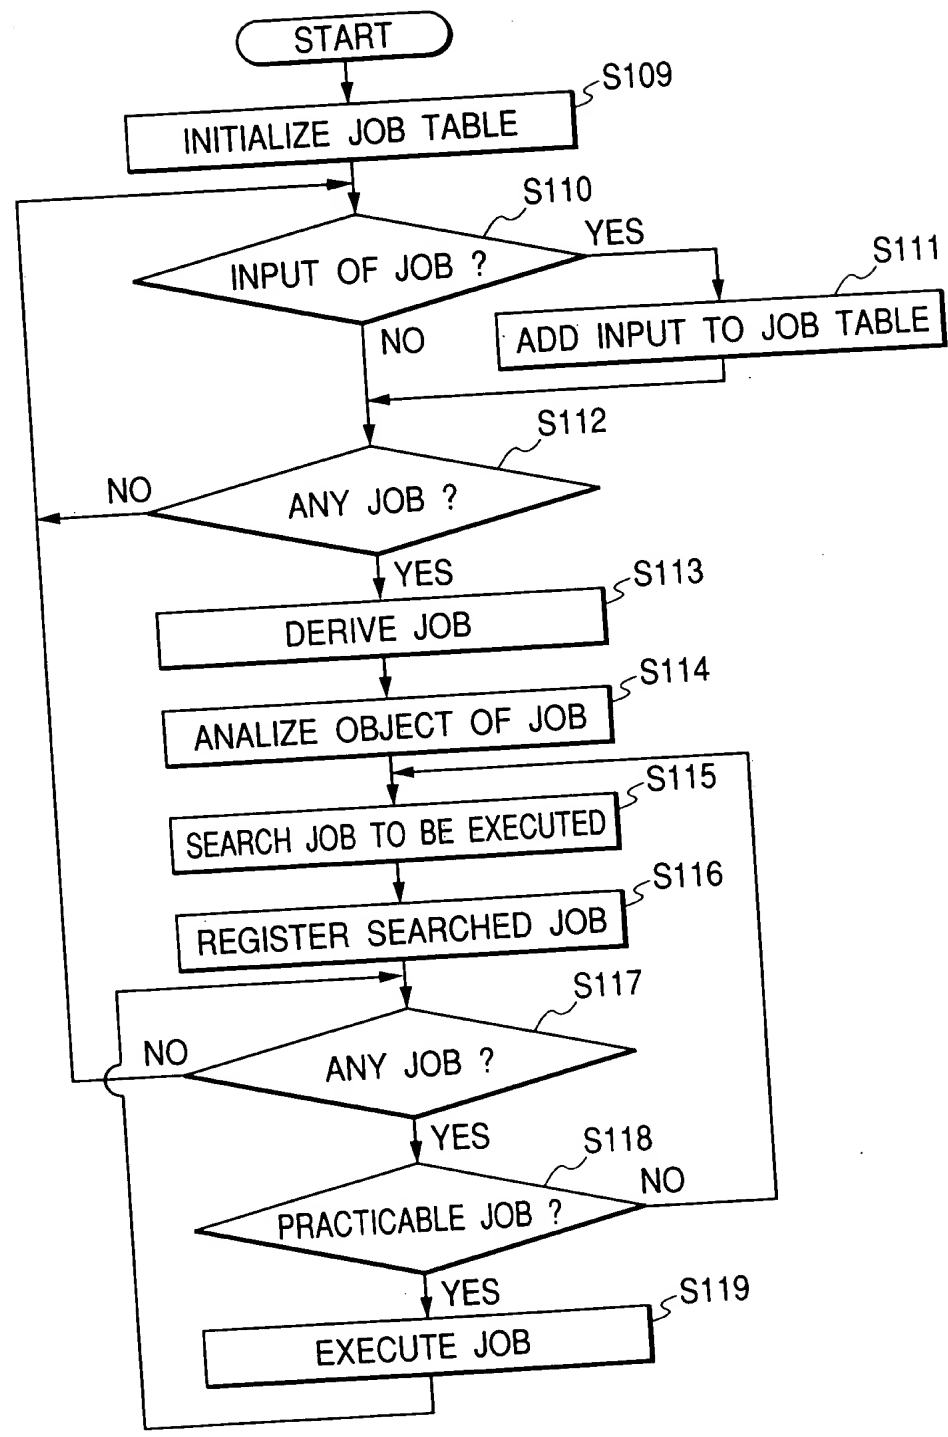 START
S109
INITIALIZE JOB TABLE
S110
INPUT OF JOB ?
YES
S111
ADD INPUT TO JOB TABLE
NO
S112
ANY JOB ?
NO
YES
S113
DERIVE JOB
S114
ANALIZE OBJECT OF JOB
S115
SEARCH JOB TO BE EXECUTED
S116
REGISTER SEARCHED JOB
S117
ANY JOB ?
NO
YES
S118
PRACTICABLE JOB ?
NO
YES
S119
EXECUTE JOB